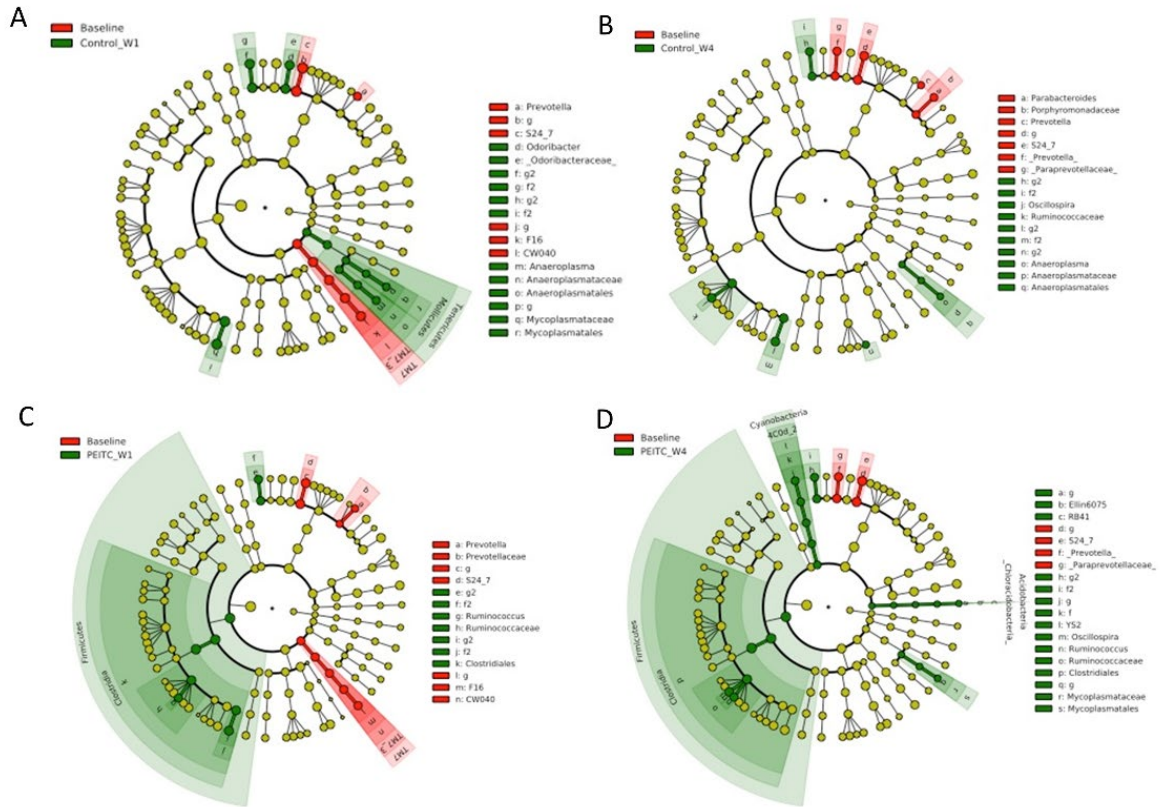 A
Baseline
Control_W1
g
f
e
d
c
b
a
a: Prevotella
b: g
c: S24_7
d: Odoribacter
e: _Odoribacteraceae_
f: g2
g: f2
h: g2
i: f2
j: g
k: F16
l: CW040
m: Anaeroplasma
n: Anaeroplasmataceae
o: Anaeroplasmatales
p: g
q: Mycoplasmataceae
r: Mycoplasmatales
Tenericutes
Mollicutes
r
q
p
o
n
m
l
k
j
TM7_3
TM7
h
i
B
Baseline
Control_W4
i
h
g
f
e
d
c
b
a
a: Parabacteroides
b: Porphyromonadaceae
c: Prevotella
d: g
e: S24_7
f: _Prevotella_
g: _Paraprevotellaceae_
h: g2
i: f2
j: Oscillospira
k: Ruminococcaceae
l: g2
m: f2
n: g2
o: Anaeroplasma
p: Anaeroplasmataceae
q: Anaeroplasmatales
k
j
l
m
n
o
p
q
C
Baseline
PEITC_W1
f
e
d
c
b
a
a: Prevotella
b: Prevotellaceae
c: g
d: S24_7
e: g2
f: f2
g: Ruminococcus
h: Ruminococcaceae
i: g2
j: f2
k: Clostridiales
l: g
m: F16
n: CW040
Firmicutes
Clostridia
k
h
g
i
j
l
m
n
TM7_3
TM7
D
Baseline
PEITC_W4
Cyanobacteria
4C0d_2
l
k
j
i
h
g
f
e
d
a: g
b: Ellin6075
c: RB41
d: g
e: S24_7
f: _Prevotella_
g: _Paraprevotellaceae_
h: g2
i: f2
j: g
k: f
l: YS2
m: Oscillospira
n: Ruminococcus
o: Ruminococcaceae
p: Clostridiales
q: g
r: Mycoplasmataceae
s: Mycoplasmatales
Acidobacteria
_Chloracidobacteria_
Firmicutes
Clostridia
p
o
q
r
s